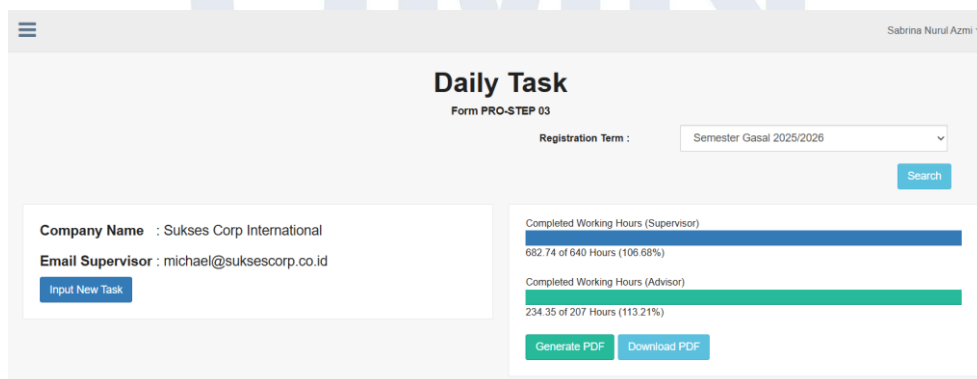 Sabrina Nurul Azmi
Daily Task
Form PRO-STEP 03
Registration Term :
Semester Gasal 2025/2026
Search
Company Name : Sukses Corp International
Email Supervisor : michael@suksescorp.co.id
Input New Task
Completed Working Hours (Supervisor)
682.74 of 640 Hours (106.68%)
Completed Working Hours (Advisor)
234.35 of 207 Hours (113.21%)
Generate PDF
Download PDF